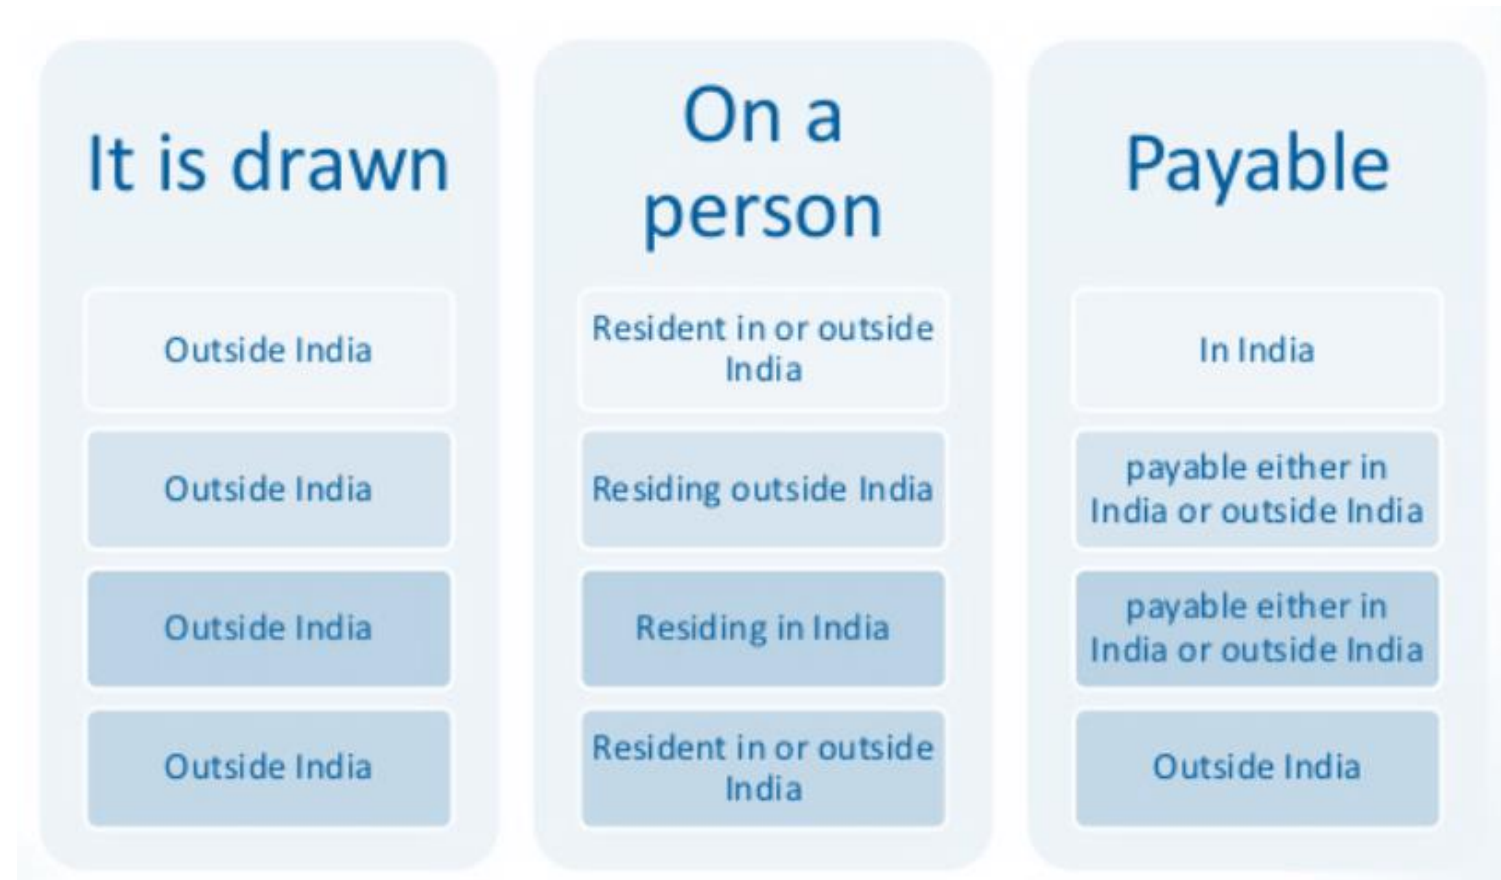 It is drawn
Outside India
Outside India
Outside India
Outside India
On a
person
Resident in or outside
India
Residing outside India
Residing in India
Resident in or outside
India
Payable
In India
payable either in
India or outside India
payable either in
India or outside India
Outside India